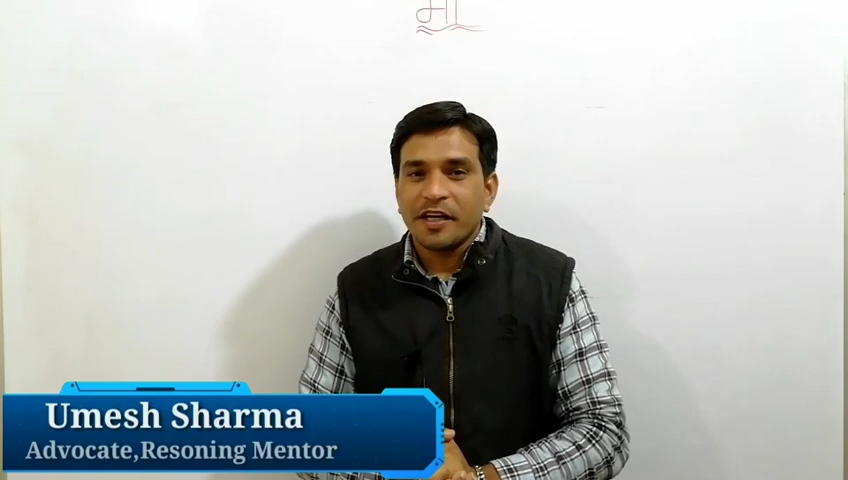 माँ
Umesh Sharma
Advocate,Resoning Mentor